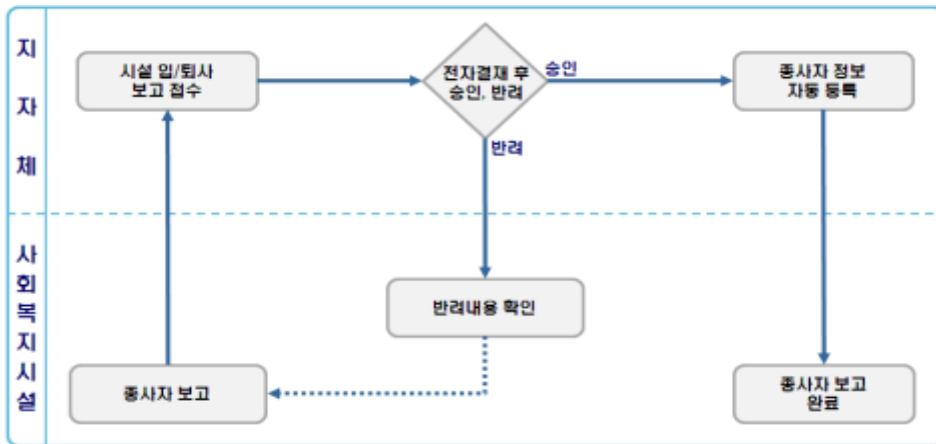 지자체
시설 입/퇴사
보고 접수
전자결재 후
승인, 반려
승인
종사자 정보
자동 등록
반려
사회복지시설
반려내용 확인
종사자 보고
종사자 보고
완료